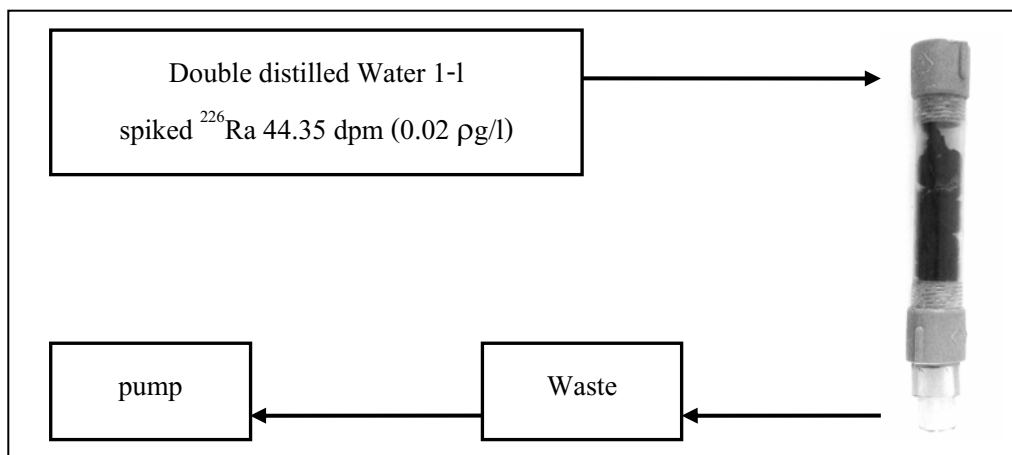 Double distilled Water 1-l
spiked ²²⁶Ra 44.35 dpm (0.02 ρg/l)
pump
Waste